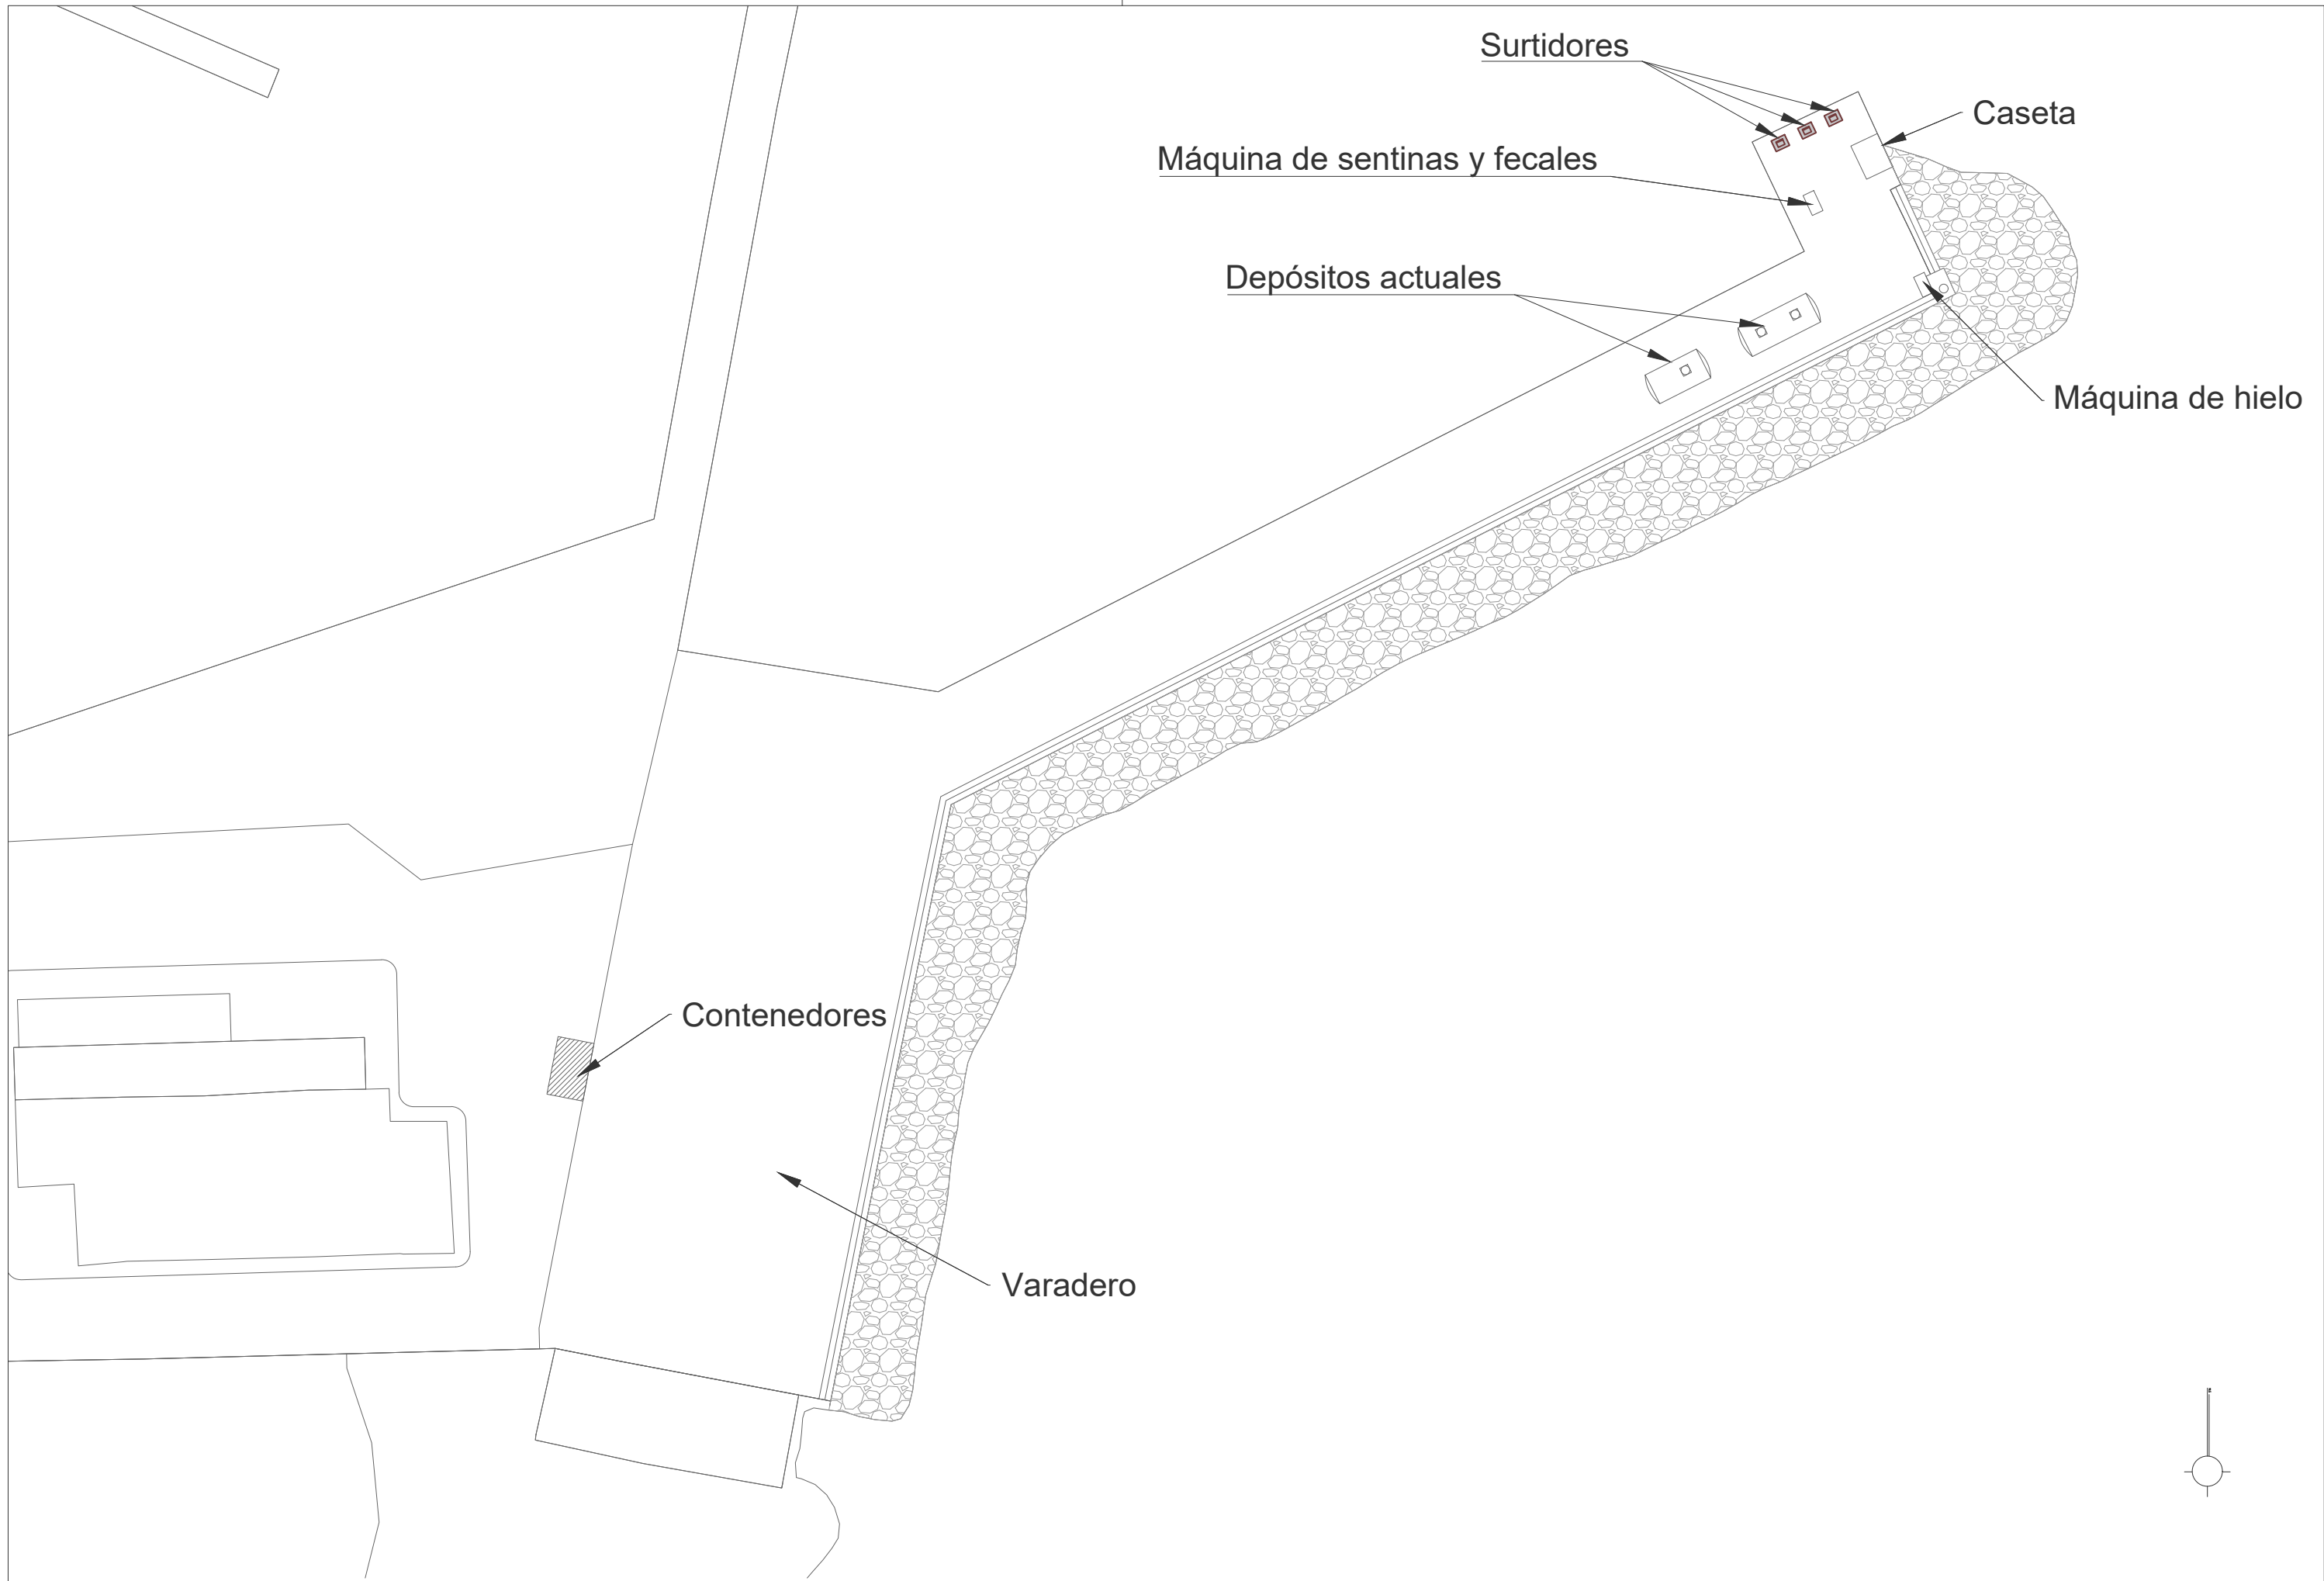 Surtidores
Caseta
Máquina de sentinas y fecales
Depósitos actuales
Máquina de hielo
Contenedores
Varadero